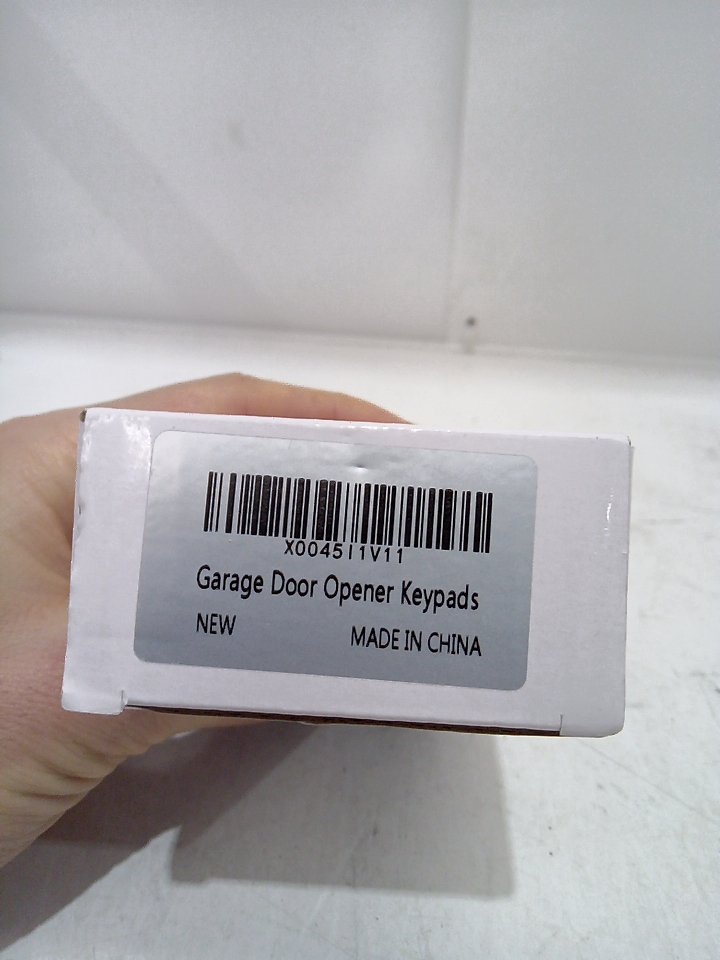 X0045I1V11
Garage Door Opener Keypads
NEW
MADE IN CHINA